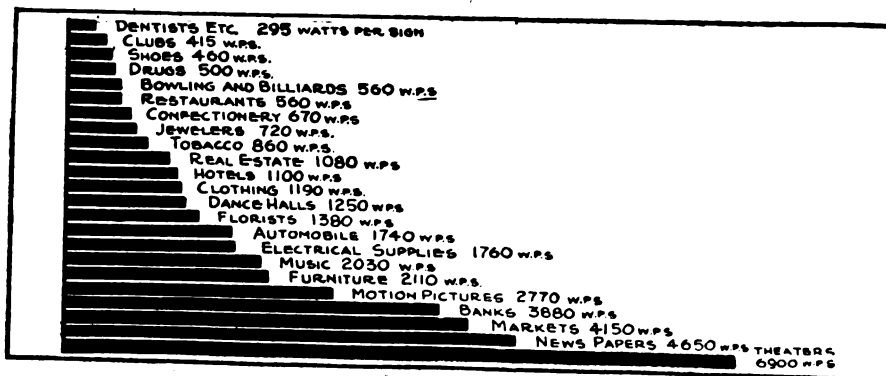 DENTISTS ETC. 295 WATTS PER SIGN
CLUBS 415 W.P.S.
SHOES 460 W.P.S.
DRUGS 500 W.P.S.
BOWLING AND BILLIARDS 560 W.P.S
RESTAURANTS 560 W.P.S
CONFECTIONERY 670 W.P.S
JEWELERS 720 W.P.S.
TOBACCO 860 W.P.S.
REAL ESTATE 1080 W.P.S
HOTELS 1100 W.P.S
CLOTHING 1190 W.P.S.
DANCE HALLS 1250 W.P.S
FLORISTS 1380 W.P.S
AUTOMOBILE 1740 W.P.S
ELECTRICAL SUPPLIES 1760 W.P.S
MUSIC 2030 W.P.S
FURNITURE 2110 W.P.S.
MOTION PICTURES 2770 W.P.S
BANKS 3880 W.P.S
MARKETS 4150 W.P.S
NEWS PAPERS 4650 W.P.S
THEATERS
6900 W.P.S